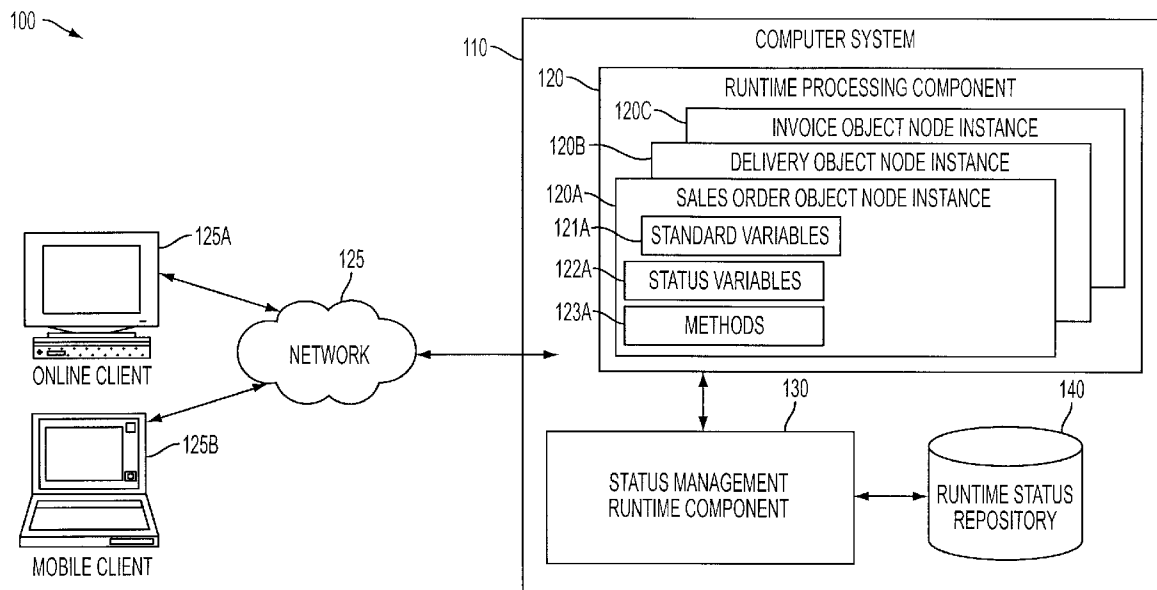 100
110
COMPUTER SYSTEM
120
RUNTIME PROCESSING COMPONENT
120C
INVOICE OBJECT NODE INSTANCE
120B
DELIVERY OBJECT NODE INSTANCE
120A
SALES ORDER OBJECT NODE INSTANCE
121A
STANDARD VARIABLES
122A
STATUS VARIABLES
123A
METHODS
125A
ONLINE CLIENT
125
NETWORK
125B
MOBILE CLIENT
130
STATUS MANAGEMENT
RUNTIME COMPONENT
140
RUNTIME STATUS
REPOSITORY